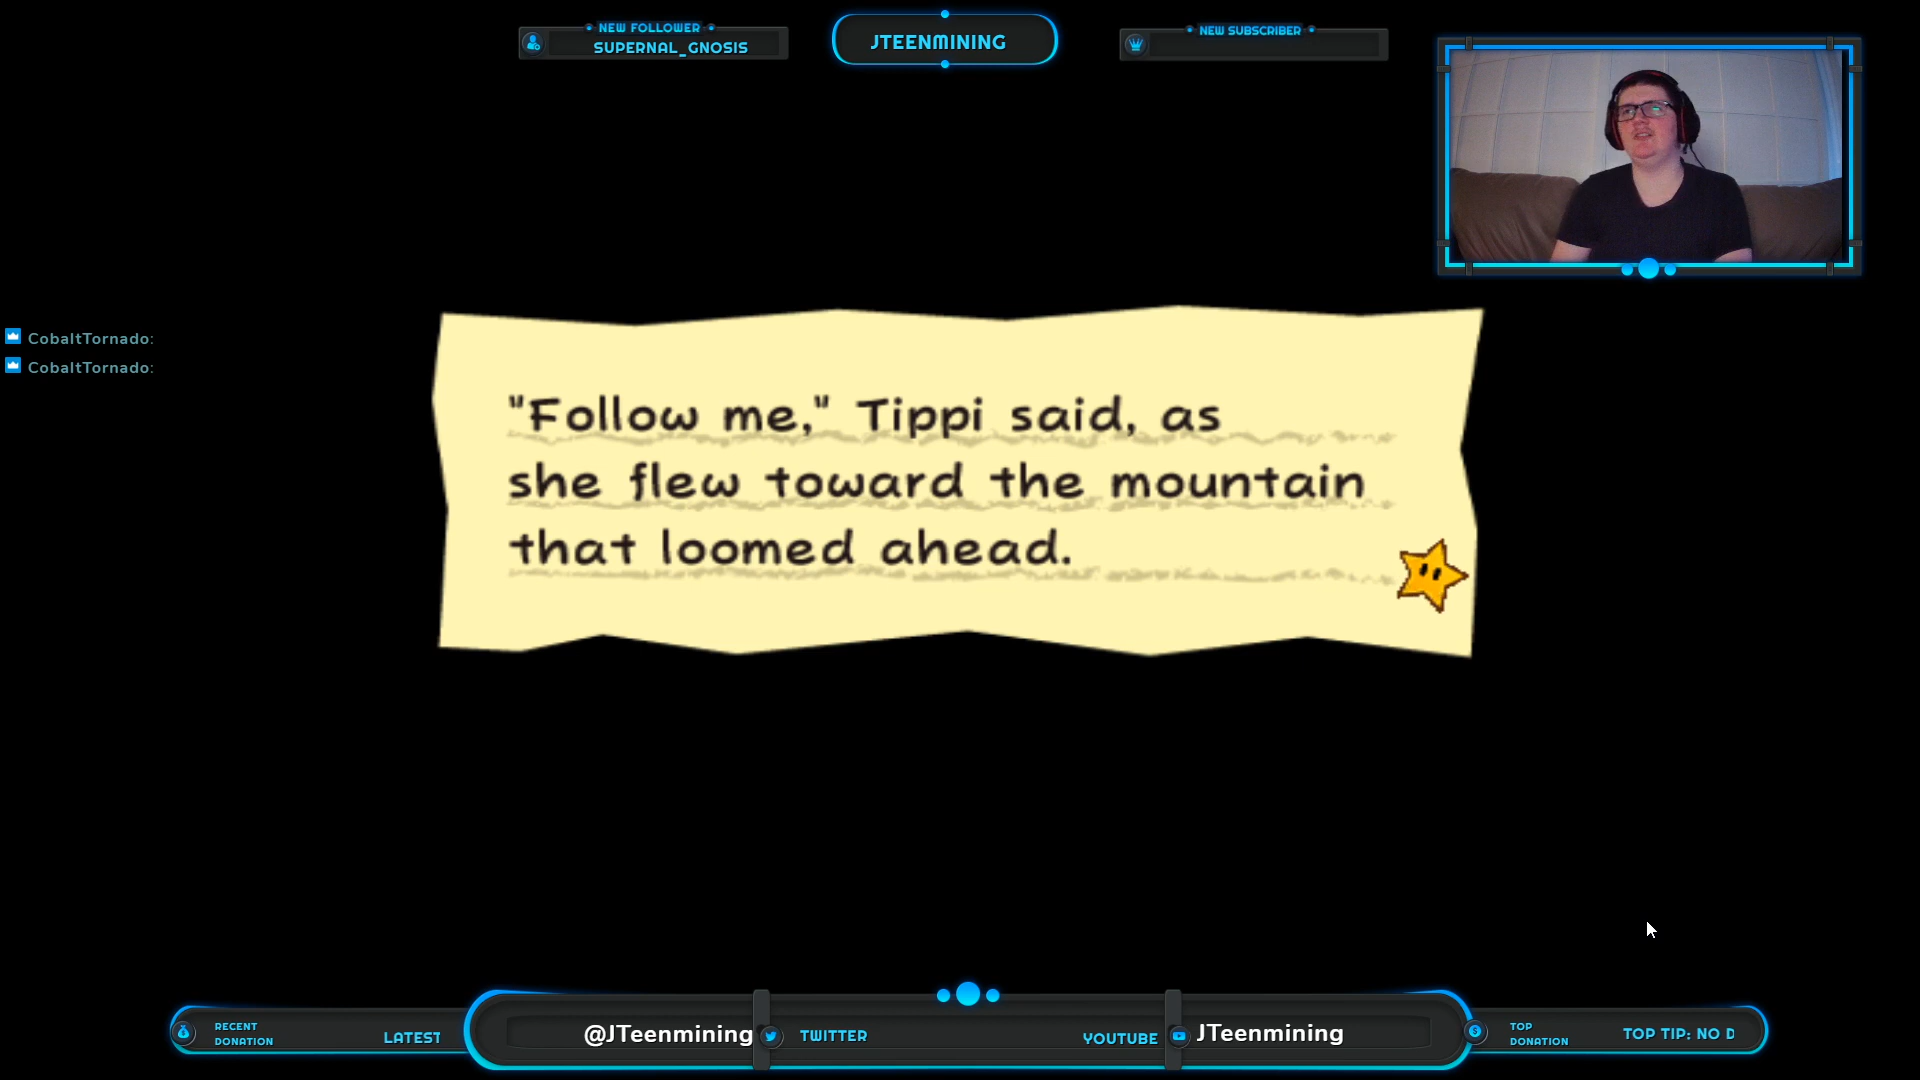 NEW FOLLOWER
SUPERNAL_GNOSIS
JTEENMINING
NEW SUBSCRIBER
CobaltTornado:
CobaltTornado:
"Follow me," Tippi said, as
she flew toward the mountain
that loomed ahead.
RECENT
DONATION
LATEST
@JTeenmining
TWITTER
YOUTUBE
JTeenmining
TOP
DONATION
TOP TIP: NO D